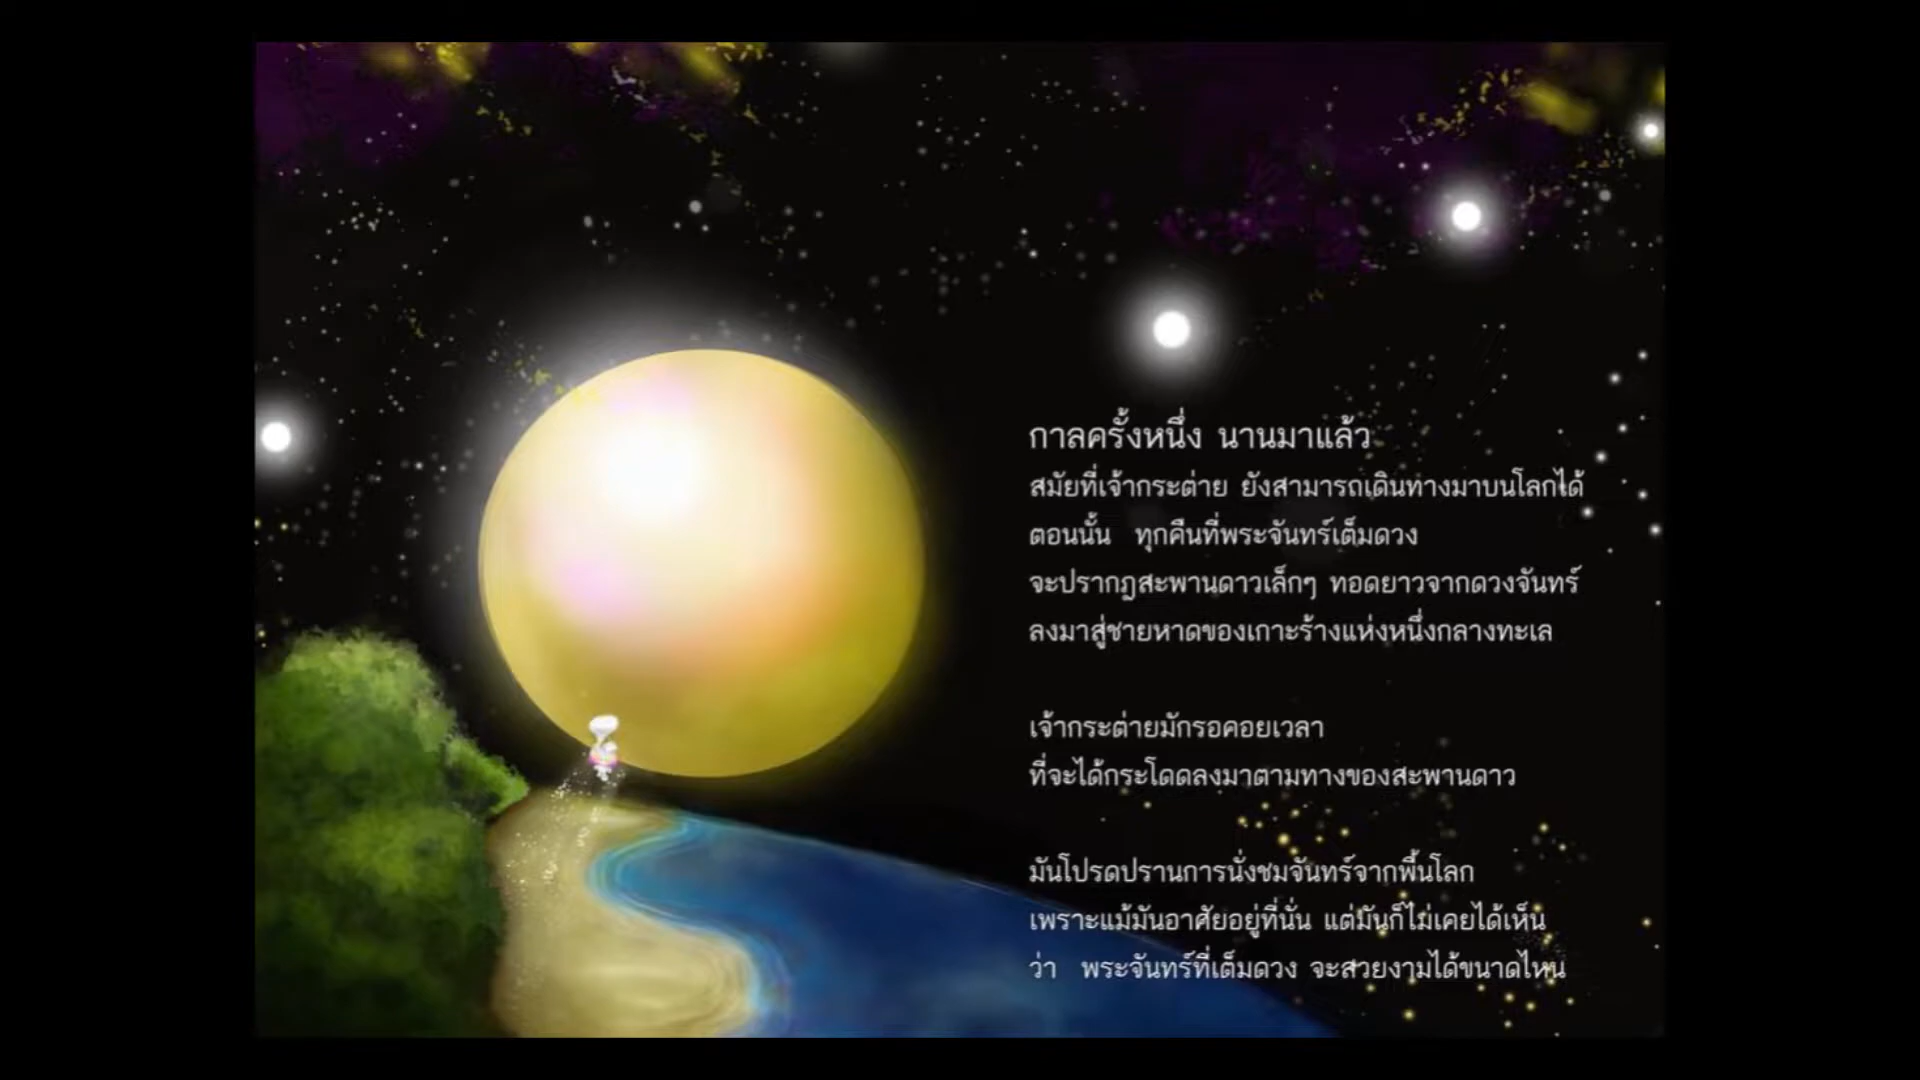 กาลครั้งหนึ่ง นานมาแล้ว
สมัยที่เจ้ากระต่าย ยังสามารถเดินทางมาบนโลกได้
ตอนนั้น ทุกคืนที่พระจันทร์เต็มดวง
จะปรากฏสะพานดาวเล็กๆ ทอดยาวจากดวงจันทร์
ลงมาสู่ชายหาดของเกาะร้างแห่งหนึ่งกลางทะเล
เจ้ากระต่ายมักรอคอยเวลา
ที่จะได้กระโดดลงมาตามทางของสะพานดาว
มันโปรดปรานการนั่งชมจันทร์จากพื้นโลก
เพราะแม้มันอาศัยอยู่ที่นั่น แต่มันก็ไม่เคยได้เห็น
ว่า พระจันทร์ที่เต็มดวง จะสวยงามได้ขนาดไหน